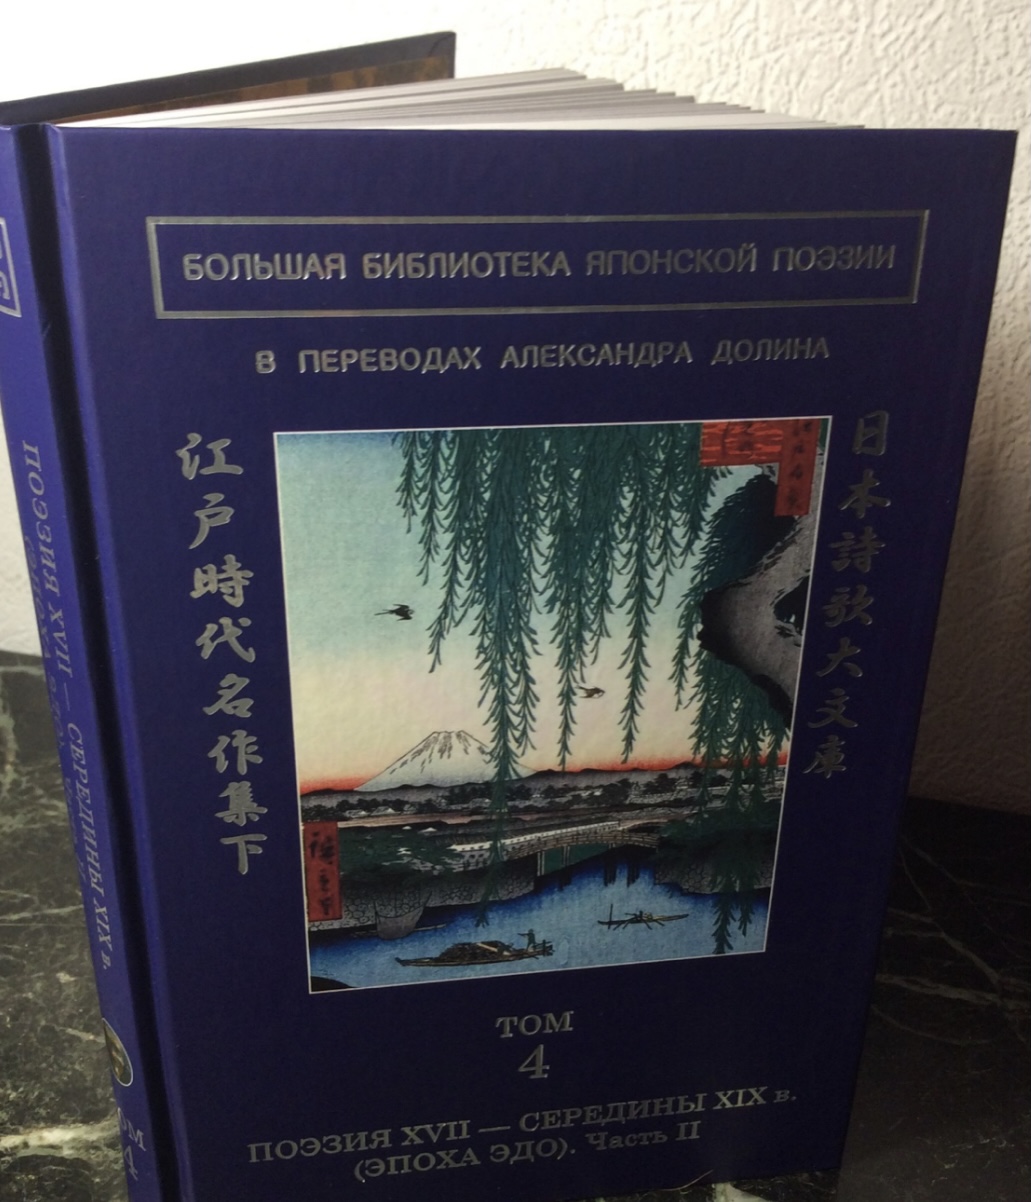 БОЛЬШАЯ БИБЛИОТЕКА ЯПОНСКОЙ ПОЭЗИИ
В ПЕРЕВОДАХ АЛЕКСАНДРА ДОЛИНА
日本詩歌大文庫
江戸時代名作集下
ТОМ
4
ПОЭЗИЯ XVII — СЕРЕДИНЫ XIX в.
(ЭПОХА ЭДО). Часть II
ПОЭЗИЯ XVII — СЕРЕДИНЫ XIX в.
(ЭПОХА ЭДО).
ТОМ
4